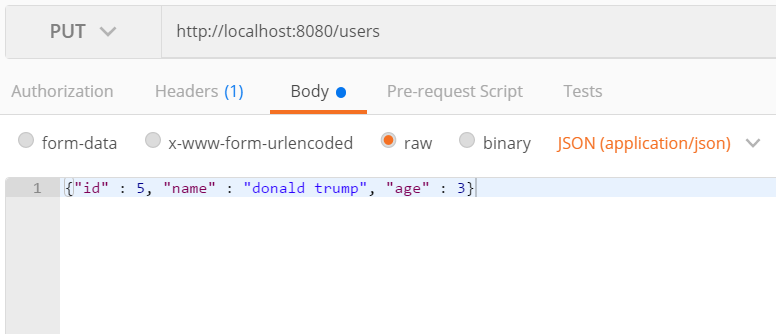 PUT http://localhost:8080/users
Authorization Headers (1) Body Pre-request Script Tests
form-data x-www-form-urlencoded raw binary JSON (application/json)
1 {"id" : 5, "name" : "donald trump", "age" : 3}